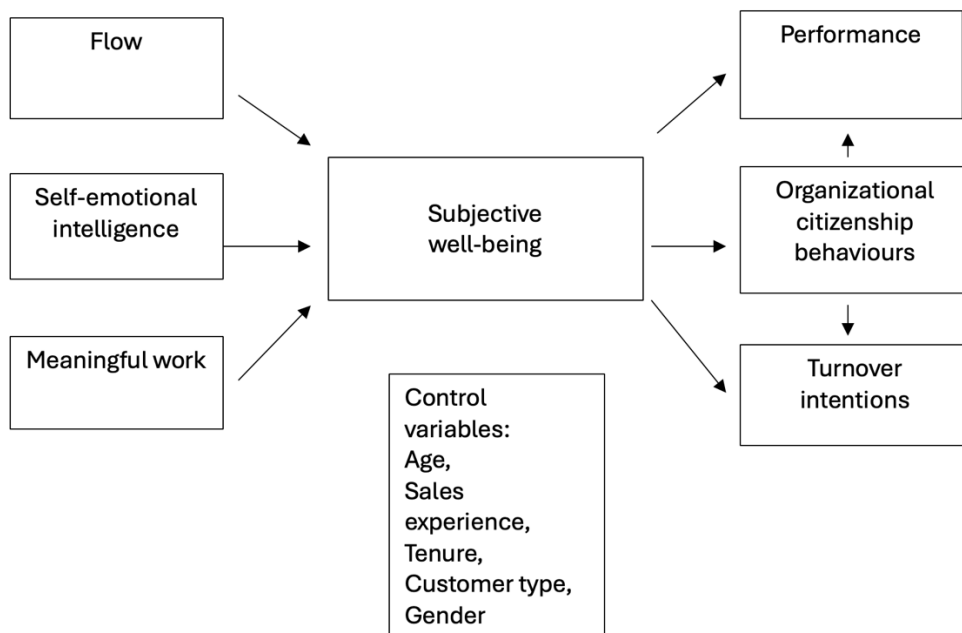 Flow
Self-emotional
intelligence
Meaningful work
Subjective
well-being
Control
variables:
Age,
Sales
experience,
Tenure,
Customer type,
Gender
Performance
Organizational
citizenship
behaviours
Turnover
intentions